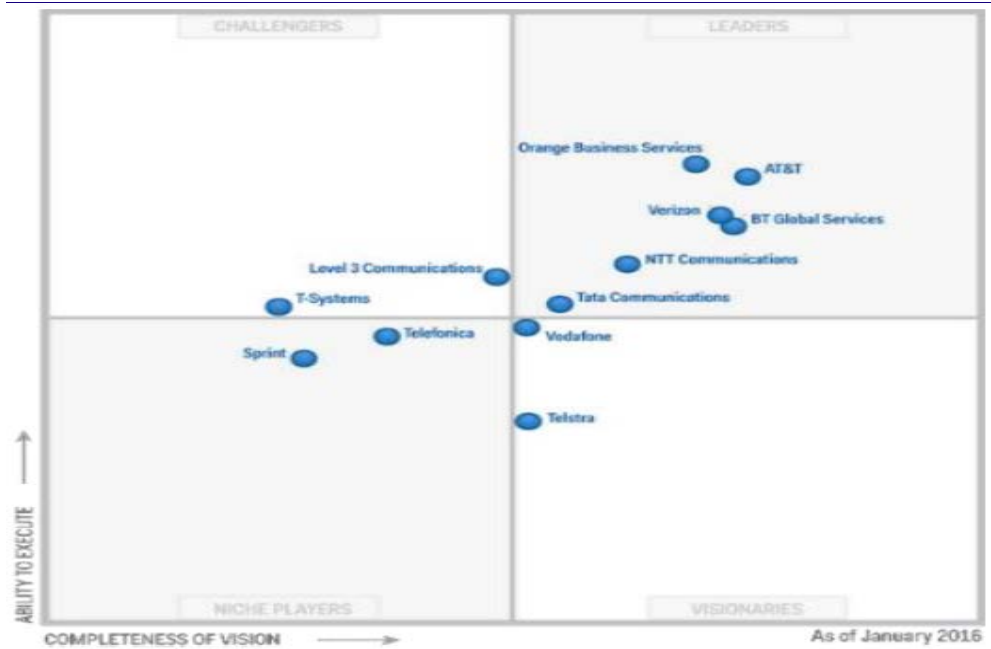 CHALLENGERS
LEADERS
Orange Business Services
AT&T
Verizon
BT Global Services
NTT Communications
Level 3 Communications
T-Systems
Tata Communications
Telefonica
Vodafone
Sprint
Telstra
ABILITY TO EXECUTE
NICHE PLAYERS
VISIONARIES
COMPLETENESS OF VISION
As of January 2016